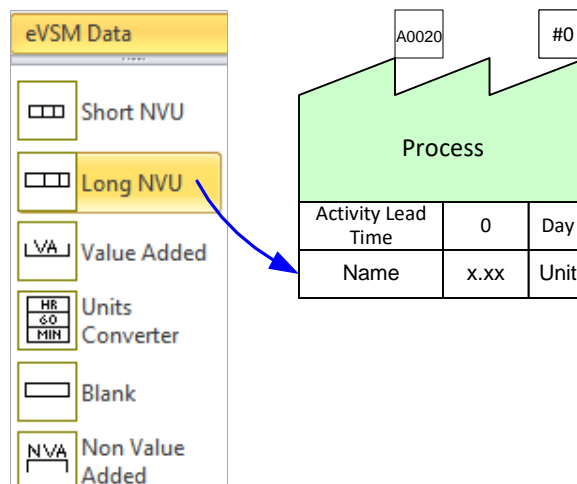 eVSM Data
Short NVU
Long NVU
VA
Value Added
HR
60
MIN
Units
Converter
Blank
NVA
Non Value
Added
A0020
#0
Process
Activity Lead
Time
0
Day
Name
x.xx
Unit